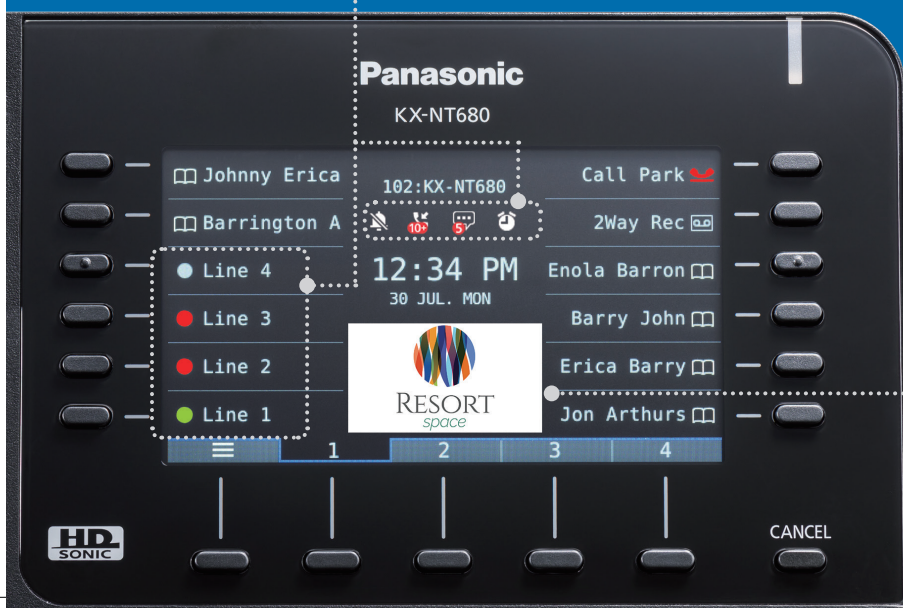 Panasonic
KX-NT680
Johnny Erica
Barrington A
Line 4
Line 3
Line 2
Line 1
102:KX-NT680
10+
5
12:34 PM
30 JUL. MON
RESORT
space
Call Park
2Way Rec
Enola Barron
Barry John
Erica Barry
Jon Arthurs
1 2 3 4
HD
SONIC
CANCEL